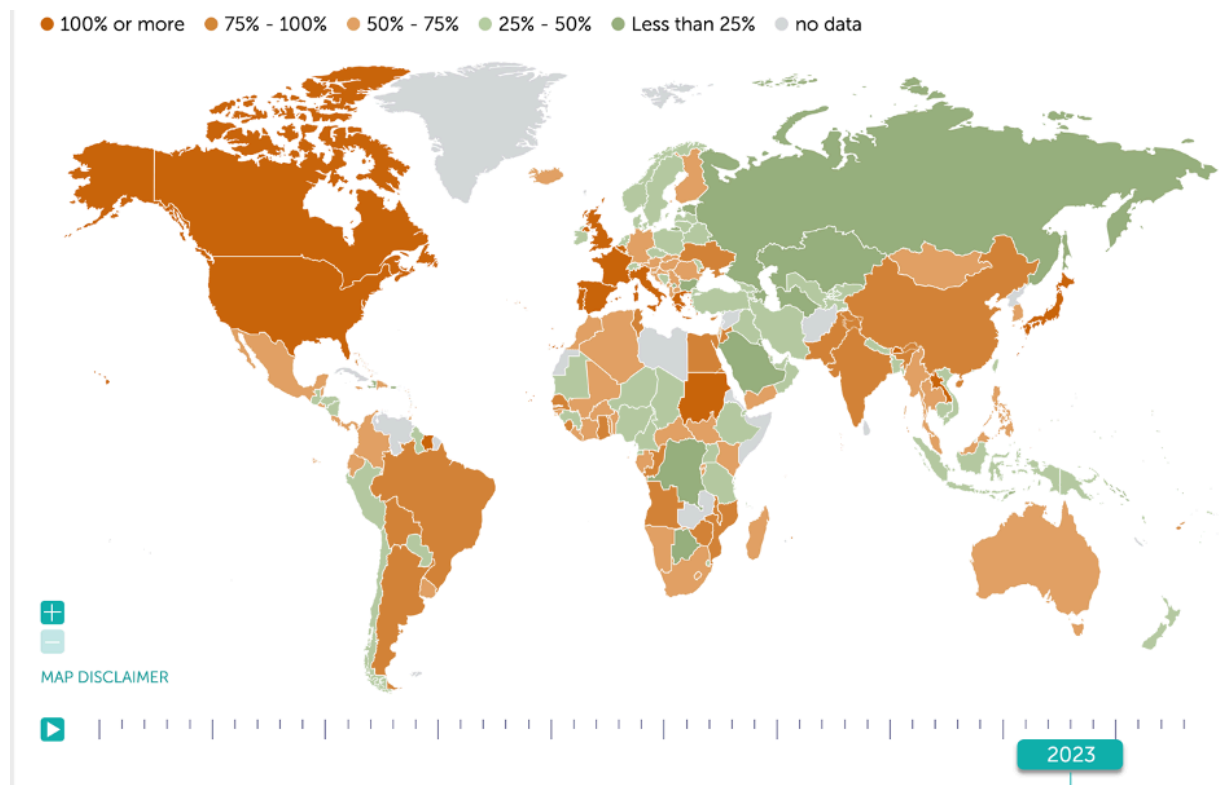 100% or more 75% - 100% 50% - 75% 25% - 50% Less than 25% no data
MAP DISCLAIMER
2023